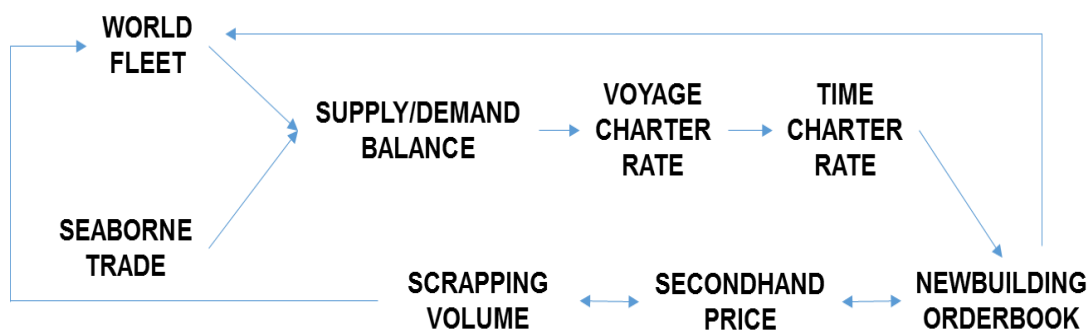 WORLD
FLEET
SUPPLY/DEMAND
BALANCE
VOYAGE
CHARTER
RATE
TIME
CHARTER
RATE
SEABORNE
TRADE
SCRAPPING
VOLUME
SECONDHAND
PRICE
NEWBUILDING
ORDERBOOK